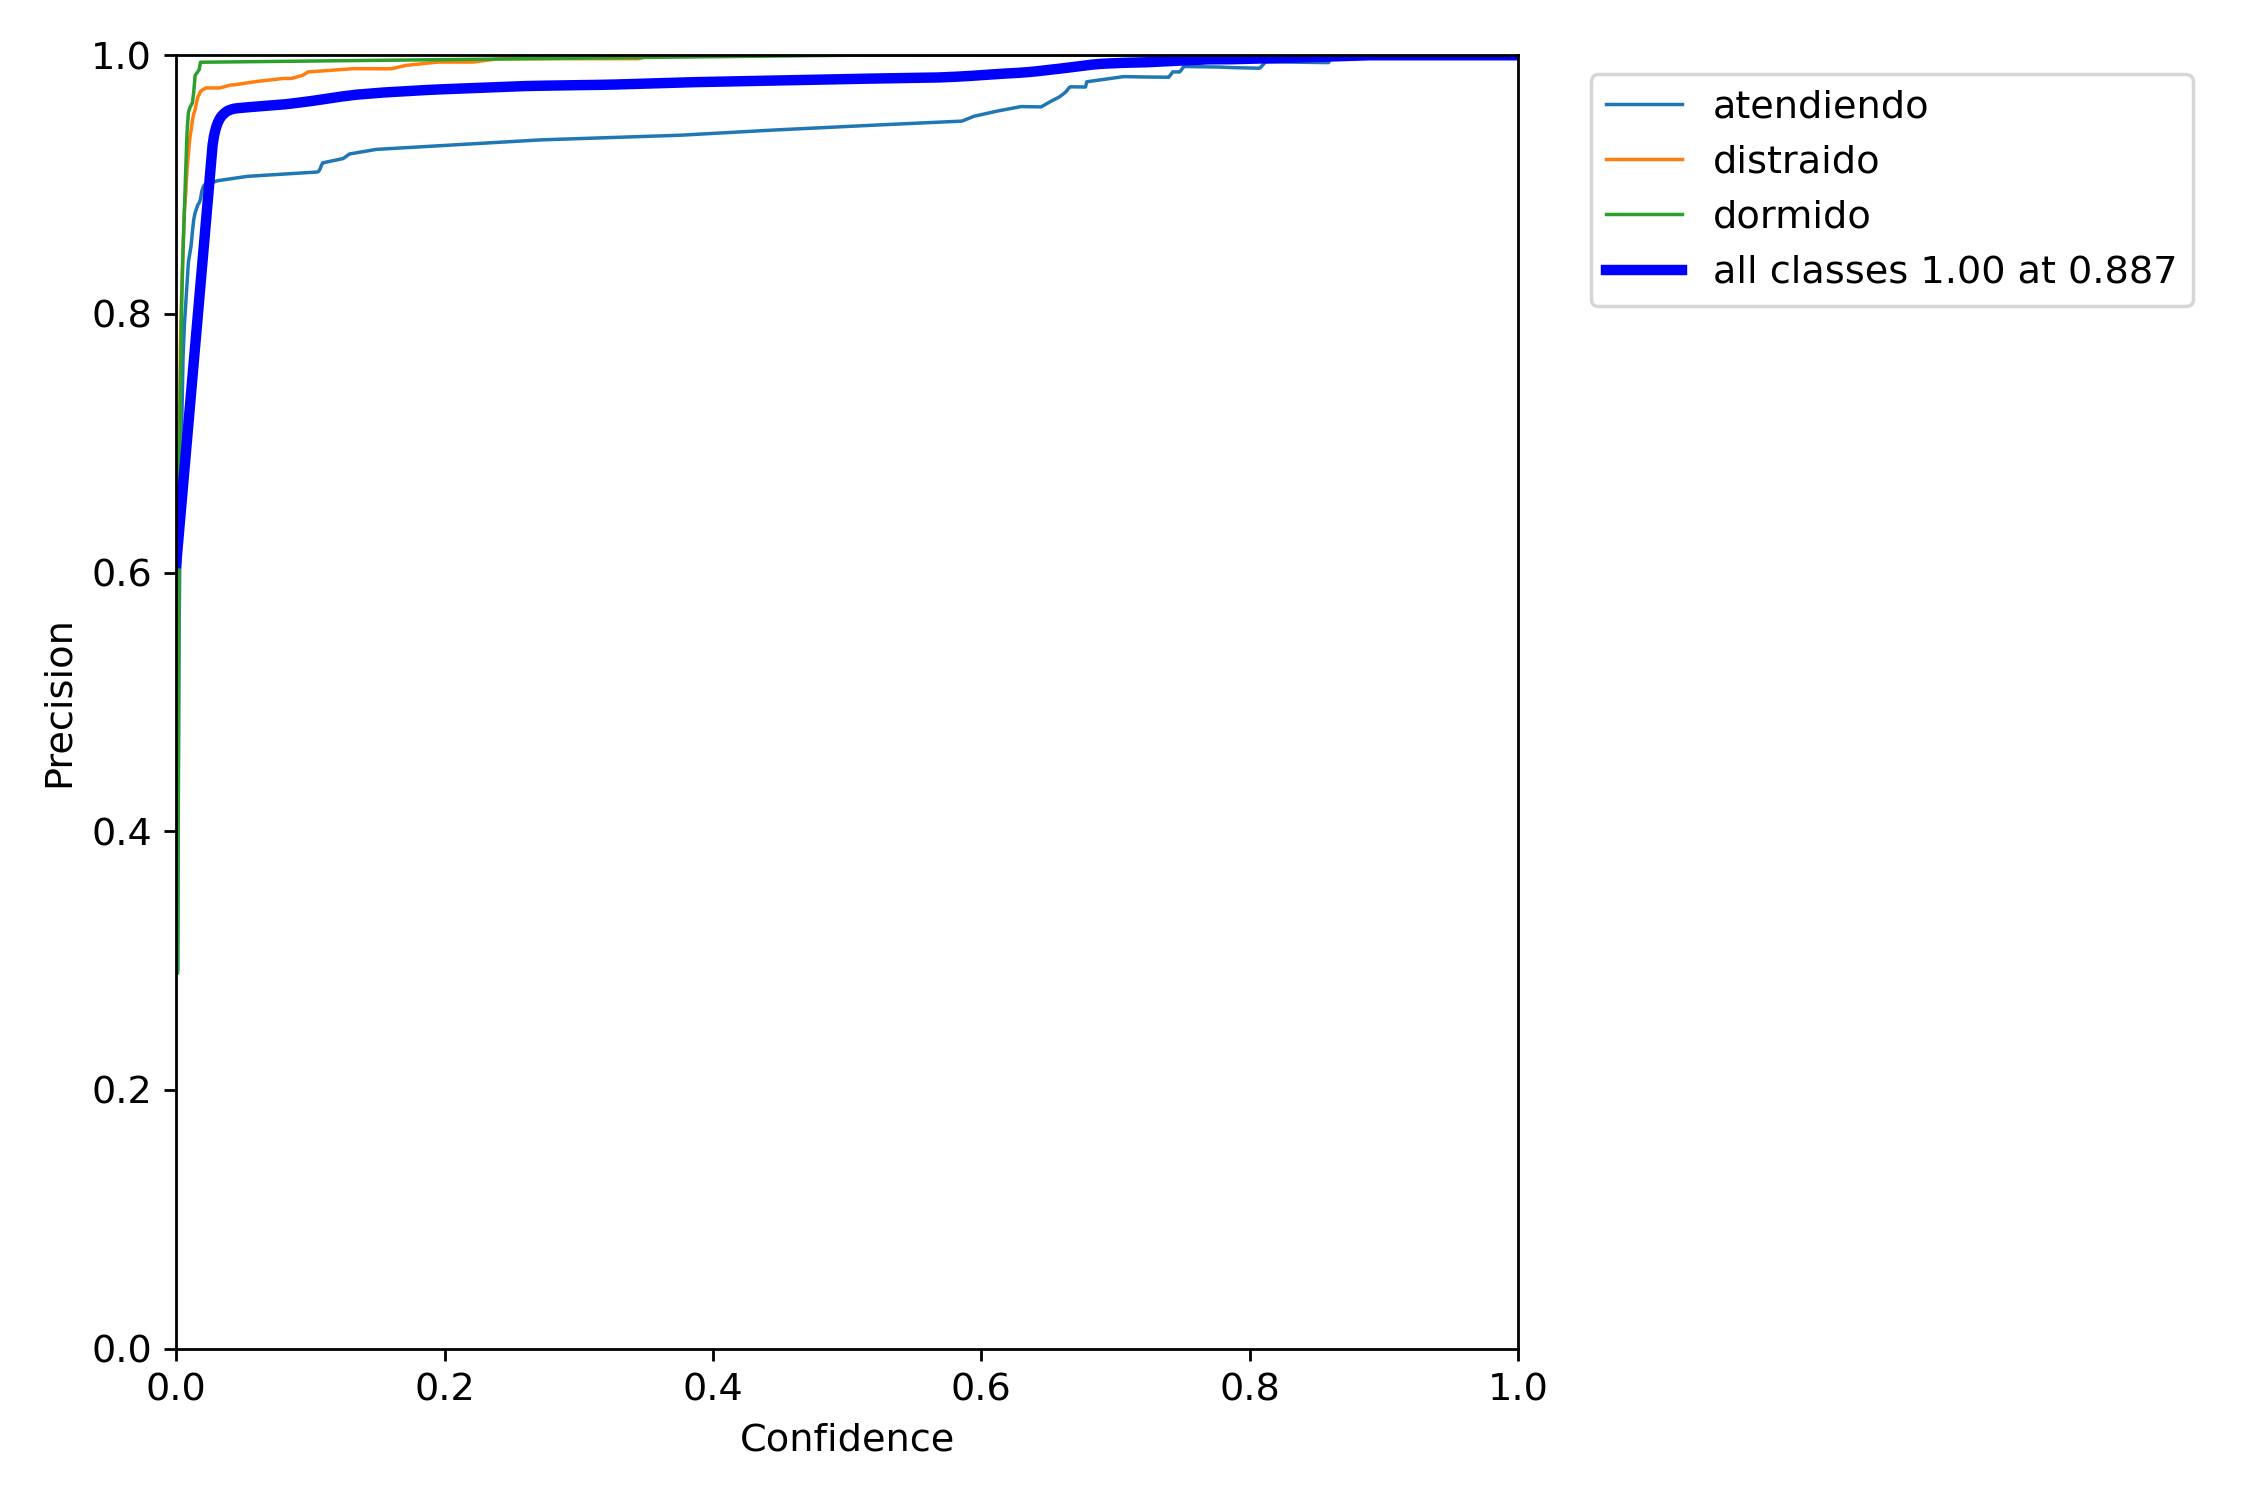 1.0
0.8
0.6
0.4
0.2
0.0
0.0 0.2 0.4 0.6 0.8 1.0
Precision
Confidence
atendiendo
distraido
dormido
all classes 1.00 at 0.887